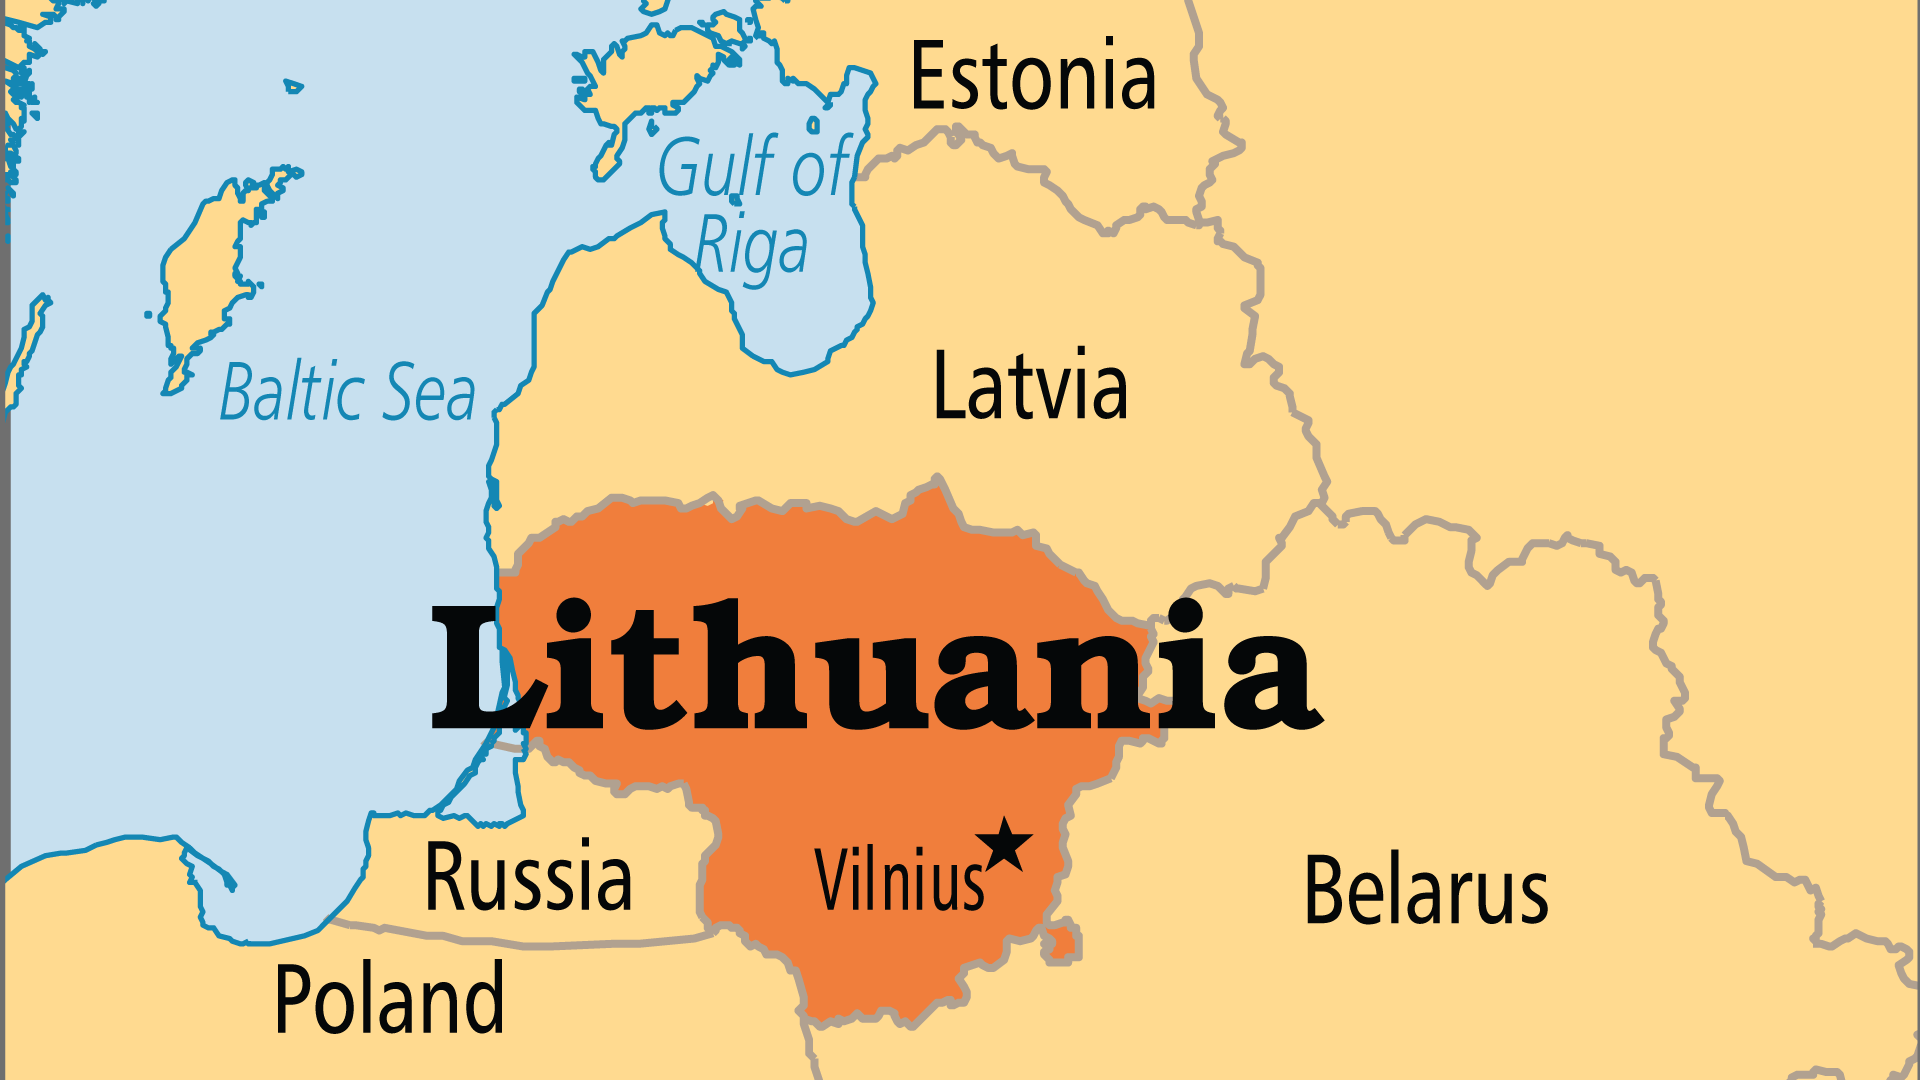 Estonia
Gulf of
Riga
Latvia
Baltic Sea
Lithuania
Vilnius
Russia
Belarus
Poland